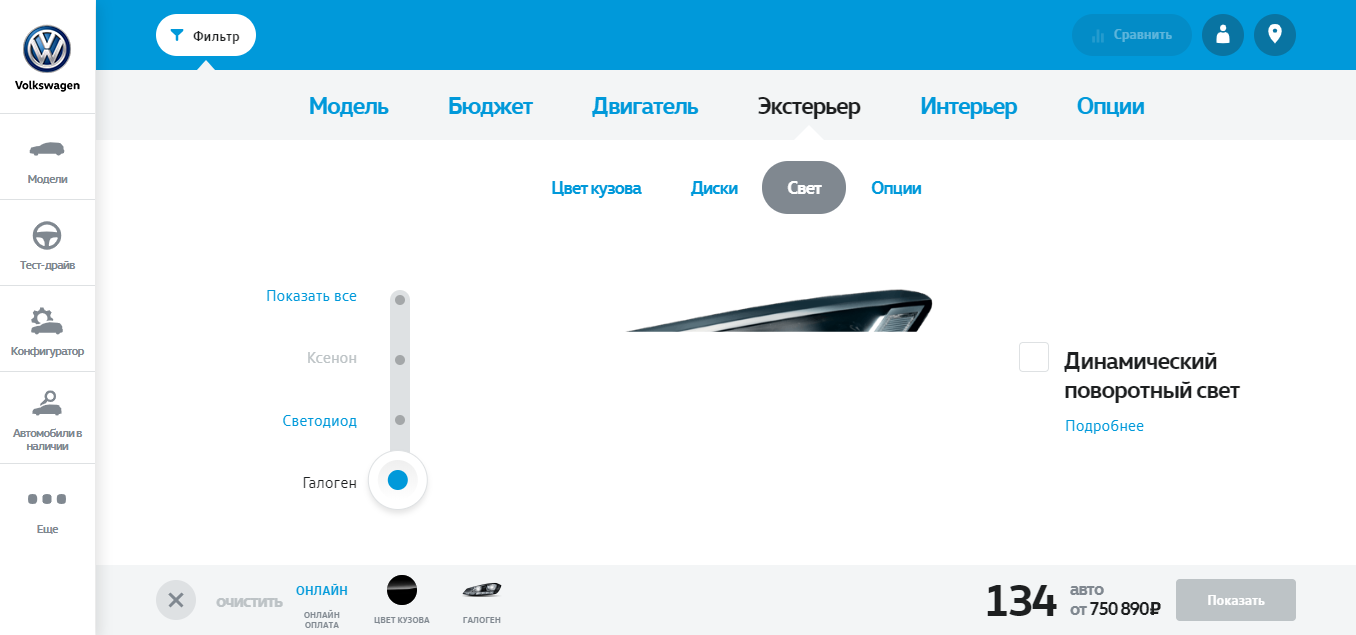 Volkswagen
Модели
Тест-драйв
Конфигуратор
Автомобили в
наличии
Еще
Фильтр
Сравнить
Модель
Бюджет
Двигатель
Экстерьер
Интерьер
Опции
Цвет кузова
Диски
Свет
Опции
Показать все
Ксенон
Светодиод
Галоген
Динамический
поворотный свет
Подробнее
ОЧИСТИТЬ
ОНЛАЙН
ОНЛАЙН
ОПЛАТА
ЦВЕТ КУЗОВА
ГАЛОГЕН
134
авто
от 750 890₽
Показать